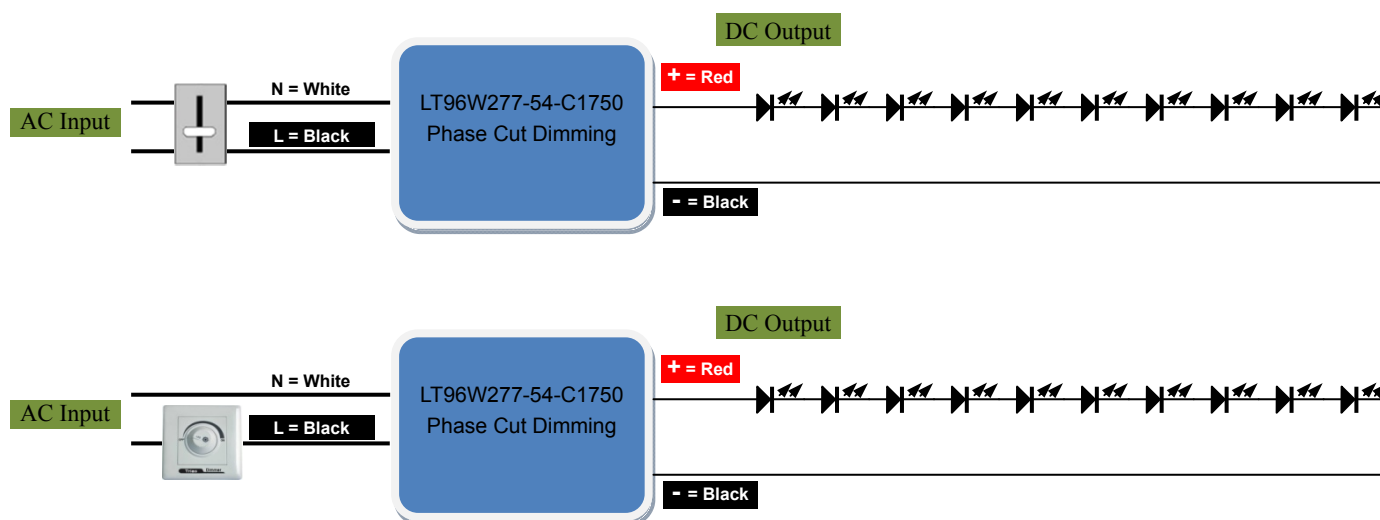 DC Output
+ = Red
N = White
AC Input
L = Black
LT96W277-54-C1750
Phase Cut Dimming
- = Black
DC Output
+ = Red
N = White
AC Input
L = Black
LT96W277-54-C1750
Phase Cut Dimming
Dimmer
- = Black